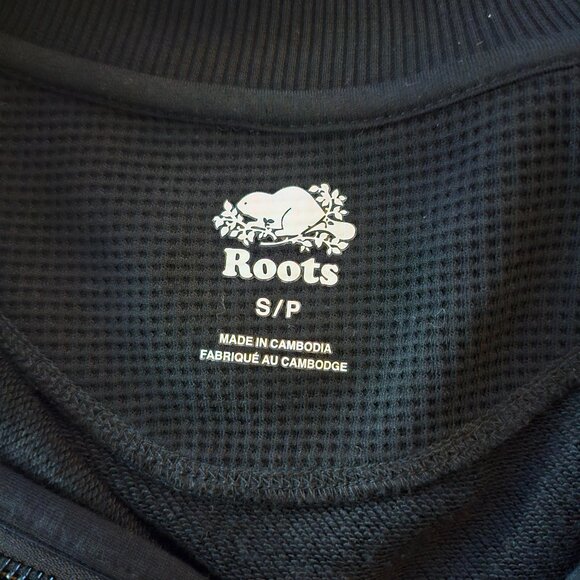 Roots
S/P
MADE IN CAMBODIA
FABRIQUÉ AU CAMBODGE